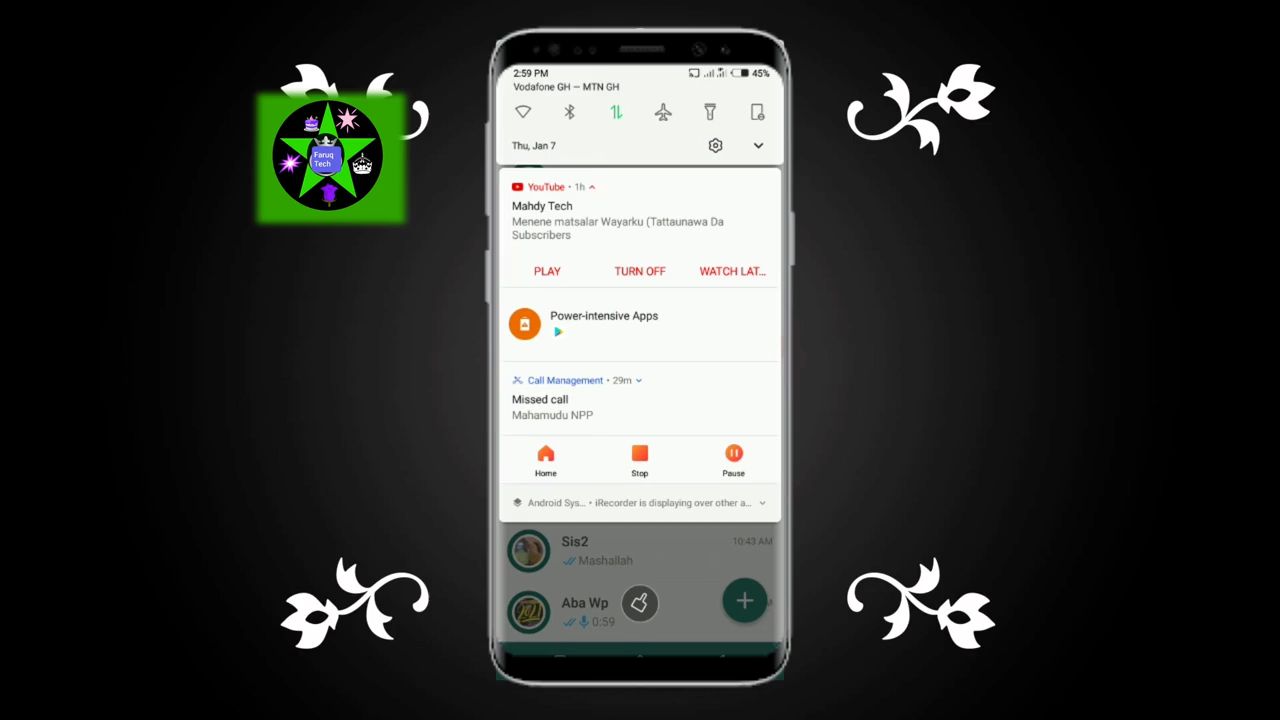 Faruq
Tech
2:59 PM
45%
Vodafone GH — MTN GH
Thu, Jan 7
YouTube • 1h
Mahdy Tech
Menene matsalar Wayarku (Tattaunawa Da
Subscribers
PLAY TURN OFF WATCH LAT...
Power-intensive Apps
Call Management • 29m
Missed call
Mahamudu NPP
Home Stop Pause
Android Sys... • iRecorder is displaying over other a...
Sis2
10:43 AM
Mashallah
Aba Wp
0:59